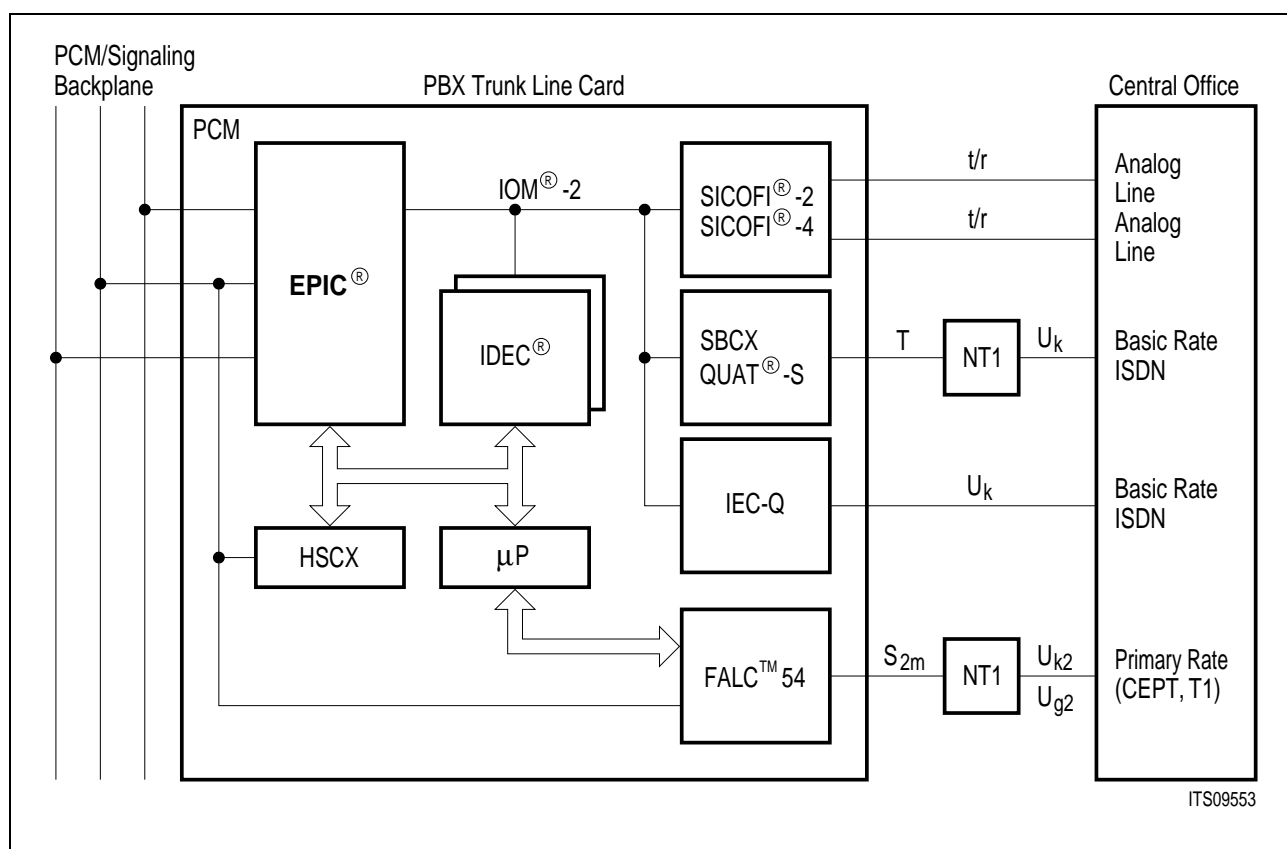 PCM/Signaling
Backplane
PBX Trunk Line Card
Central Office
PCM
EPIC®
IOM®-2
IDEC®
HSCX
µP
SICOFI®-2
SICOFI®-4
SBCX
QUAT®-S
IEC-Q
FALC™ 54
t/r
t/r
T
NT1
Uk
Uk
S2m
NT1
Uk2
Ug2
Analog
Line
Analog
Line
Basic Rate
ISDN
Basic Rate
ISDN
Primary Rate
(CEPT, T1)
ITS09553